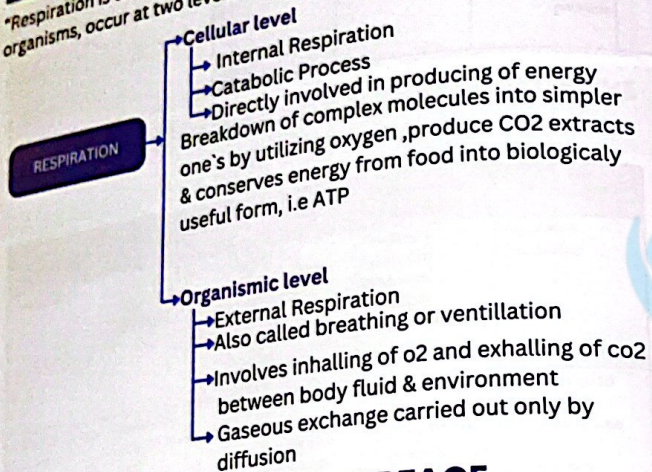 "Respiration is
organisms, occur at two
Cellular level
Internal Respiration
Catabolic Process
Directly involved in producing of energy
Breakdown of complex molecules into simpler
one`s by utilizing oxygen ,produce CO2 extracts
& conserves energy from food into biologicaly
useful form, i.e ATP
RESPIRATION
Organismic level
External Respiration
Also called breathing or ventillation
Involves inhalling of o2 and exhalling of co2
between body fluid & environment
Gaseous exchange carried out only by
diffusion